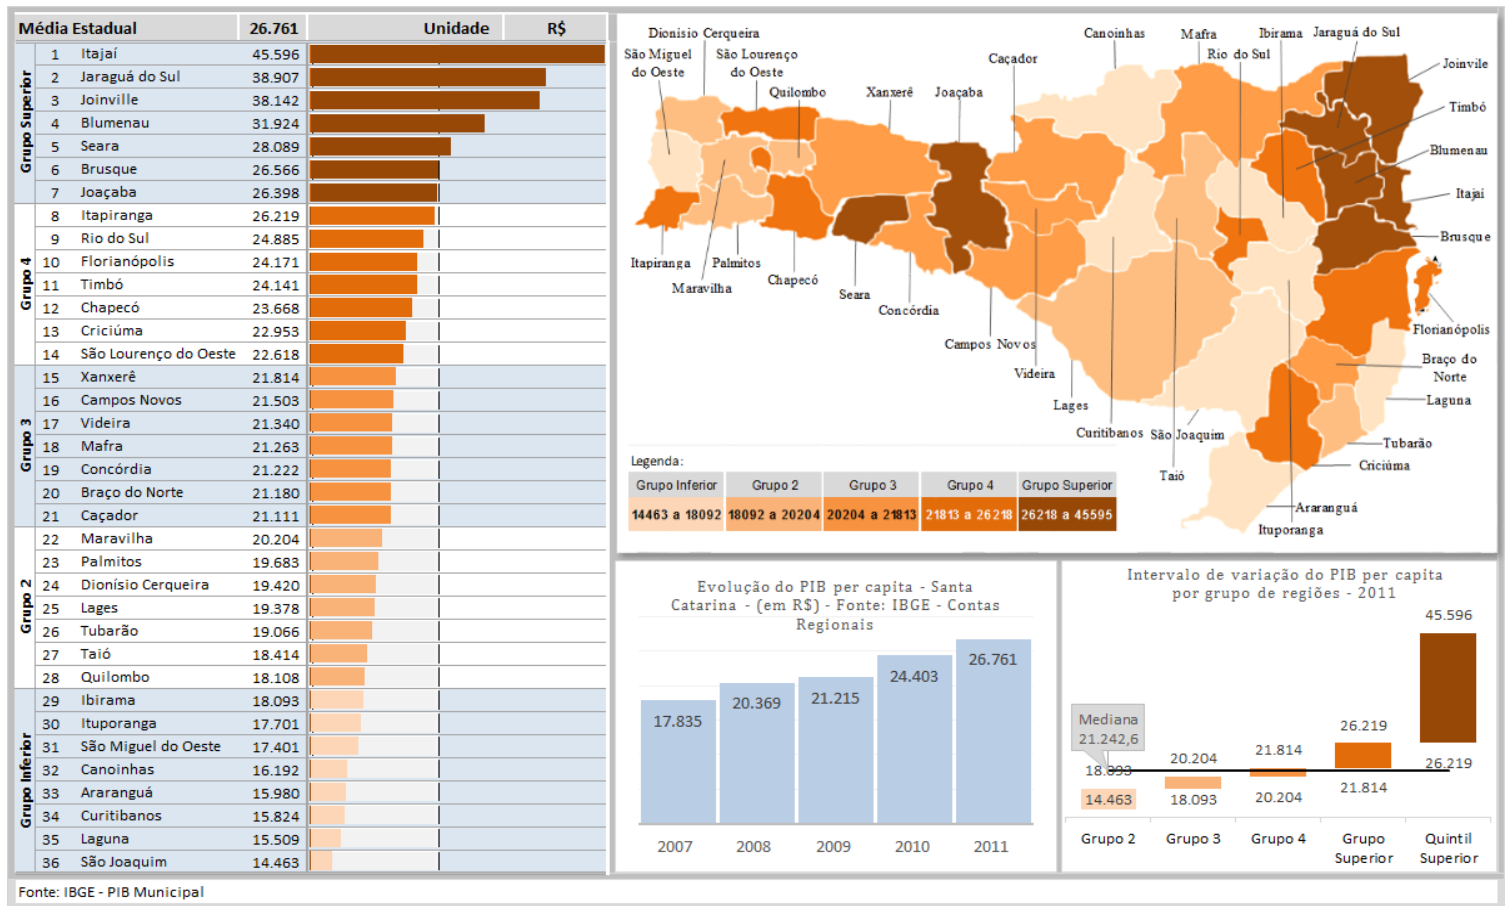 Média Estadual 26.761 Unidade R$
Grupo Superior
1 Itajaí 45.596
2 Jaraguá do Sul 38.907
3 Joinville 38.142
4 Blumenau 31.924
5 Seara 28.089
6 Brusque 26.566
7 Joaçaba 26.398
Grupo 4
8 Itapiranga 26.219
9 Rio do Sul 24.885
10 Florianópolis 24.171
11 Timbó 24.141
12 Chapecó 23.668
13 Criciúma 22.953
14 São Lourenço do Oeste 22.618
Grupo 3
15 Xanxerê 21.814
16 Campos Novos 21.503
17 Videira 21.340
18 Mafra 21.263
19 Concórdia 21.222
20 Braço do Norte 21.180
21 Caçador 21.111
Grupo 2
22 Maravilha 20.204
23 Palmitos 19.683
24 Dionísio Cerqueira 19.420
25 Lages 19.378
26 Tubarão 19.066
27 Taió 18.414
28 Quilombo 18.108
Grupo Inferior
29 Ibirama 18.093
30 Ituporanga 17.701
31 São Miguel do Oeste 17.401
32 Canoinhas 16.192
33 Araranguá 15.980
34 Curitibanos 15.824
35 Laguna 15.509
36 São Joaquim 14.463
Fonte: IBGE - PIB Municipal
Dionisio Cerqueira
São Miguel
do Oeste
São Lourenço
do Oeste
Quilombo
Xanxerê
Joaçaba
Caçador
Canoinhas
Mafra
Rio do Sul
Ibirama
Jaraguá do Sul
Joinvile
Timbó
Blumenau
Itajaí
Brusque
Florianópolis
Braço do
Norte
Laguna
Tubarão
Criciúma
Araranguá
Ituporanga
Taió
São Joaquim
Curitibanos
Lages
Videira
Campos Novos
Concórdia
Seara
Chapecó
Palmitos
Maravilha
Itapiranga
Legenda:
Grupo Inferior Grupo 2 Grupo 3 Grupo 4 Grupo Superior
14463 a 18092 18092 a 20204 20204 a 21813 21813 a 26218 26218 a 45595
Evolução do PIB per capita - Santa
Catarina - (em R$) - Fonte: IBGE - Contas
Regionais
17.835 20.369 21.215 24.403 26.761
2007 2008 2009 2010 2011
Intervalo de variação do PIB per capita
por grupo de regiões - 2011
45.596
Mediana
21.242,6
18.093 20.204 21.814 26.219 26.219
14.463 18.093 20.204 21.814
Grupo 2 Grupo 3 Grupo 4 Grupo Quintil
Superior Superior